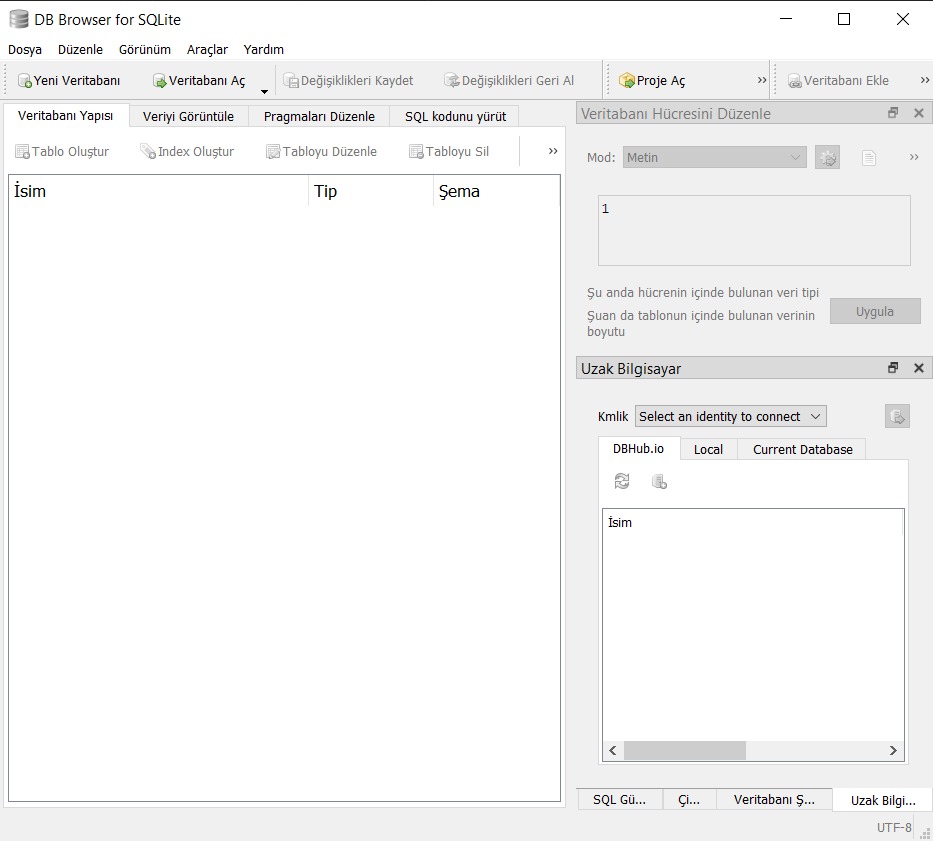 DB Browser for SQLite
Dosya Düzenle Görünüm Araçlar Yardım
Yeni Veritabanı Veritabanı Aç Değişiklikleri Kaydet Değişiklikleri Geri Al Proje Aç » Veritabanı Ekle »
Veritabanı Yapısı Veriyi Görüntüle Pragmaları Düzenle SQL kodunu yürüt
Tablo Oluştur Index Oluştur Tabloyu Düzenle Tabloyu Sil »
İsim Tip Şema
Veritabanı Hücresini Düzenle
Mod: Metin »
1
Şu anda hücrenin içinde bulunan veri tipi
Şuan da tablonun içinde bulunan verinin
boyutu
Uygula
Uzak Bilgisayar
Kmlik Select an identity to connect
DBHub.io Local Current Database
İsim
SQL Gü... Çi... Veritabanı Ş... Uzak Bilgi...
UTF-8